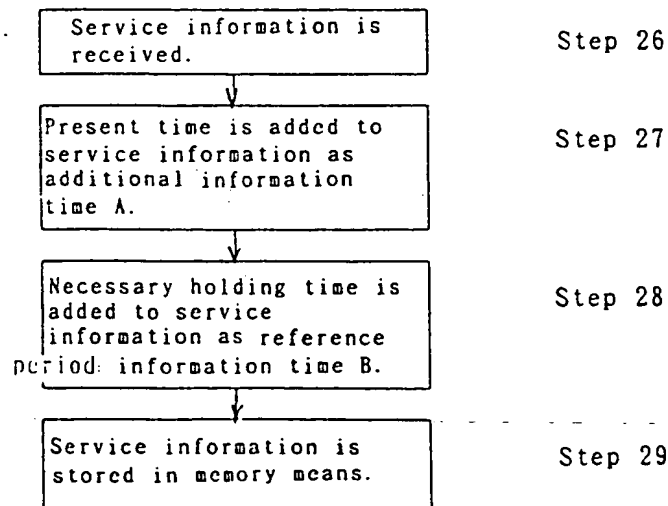 Service information is
received.
Step 26
Present time is added to
service information as
additional information
time A.
Step 27
Necessary holding time is
added to service
information as reference
period information time B.
Step 28
Service information is
stored in memory means.
Step 29